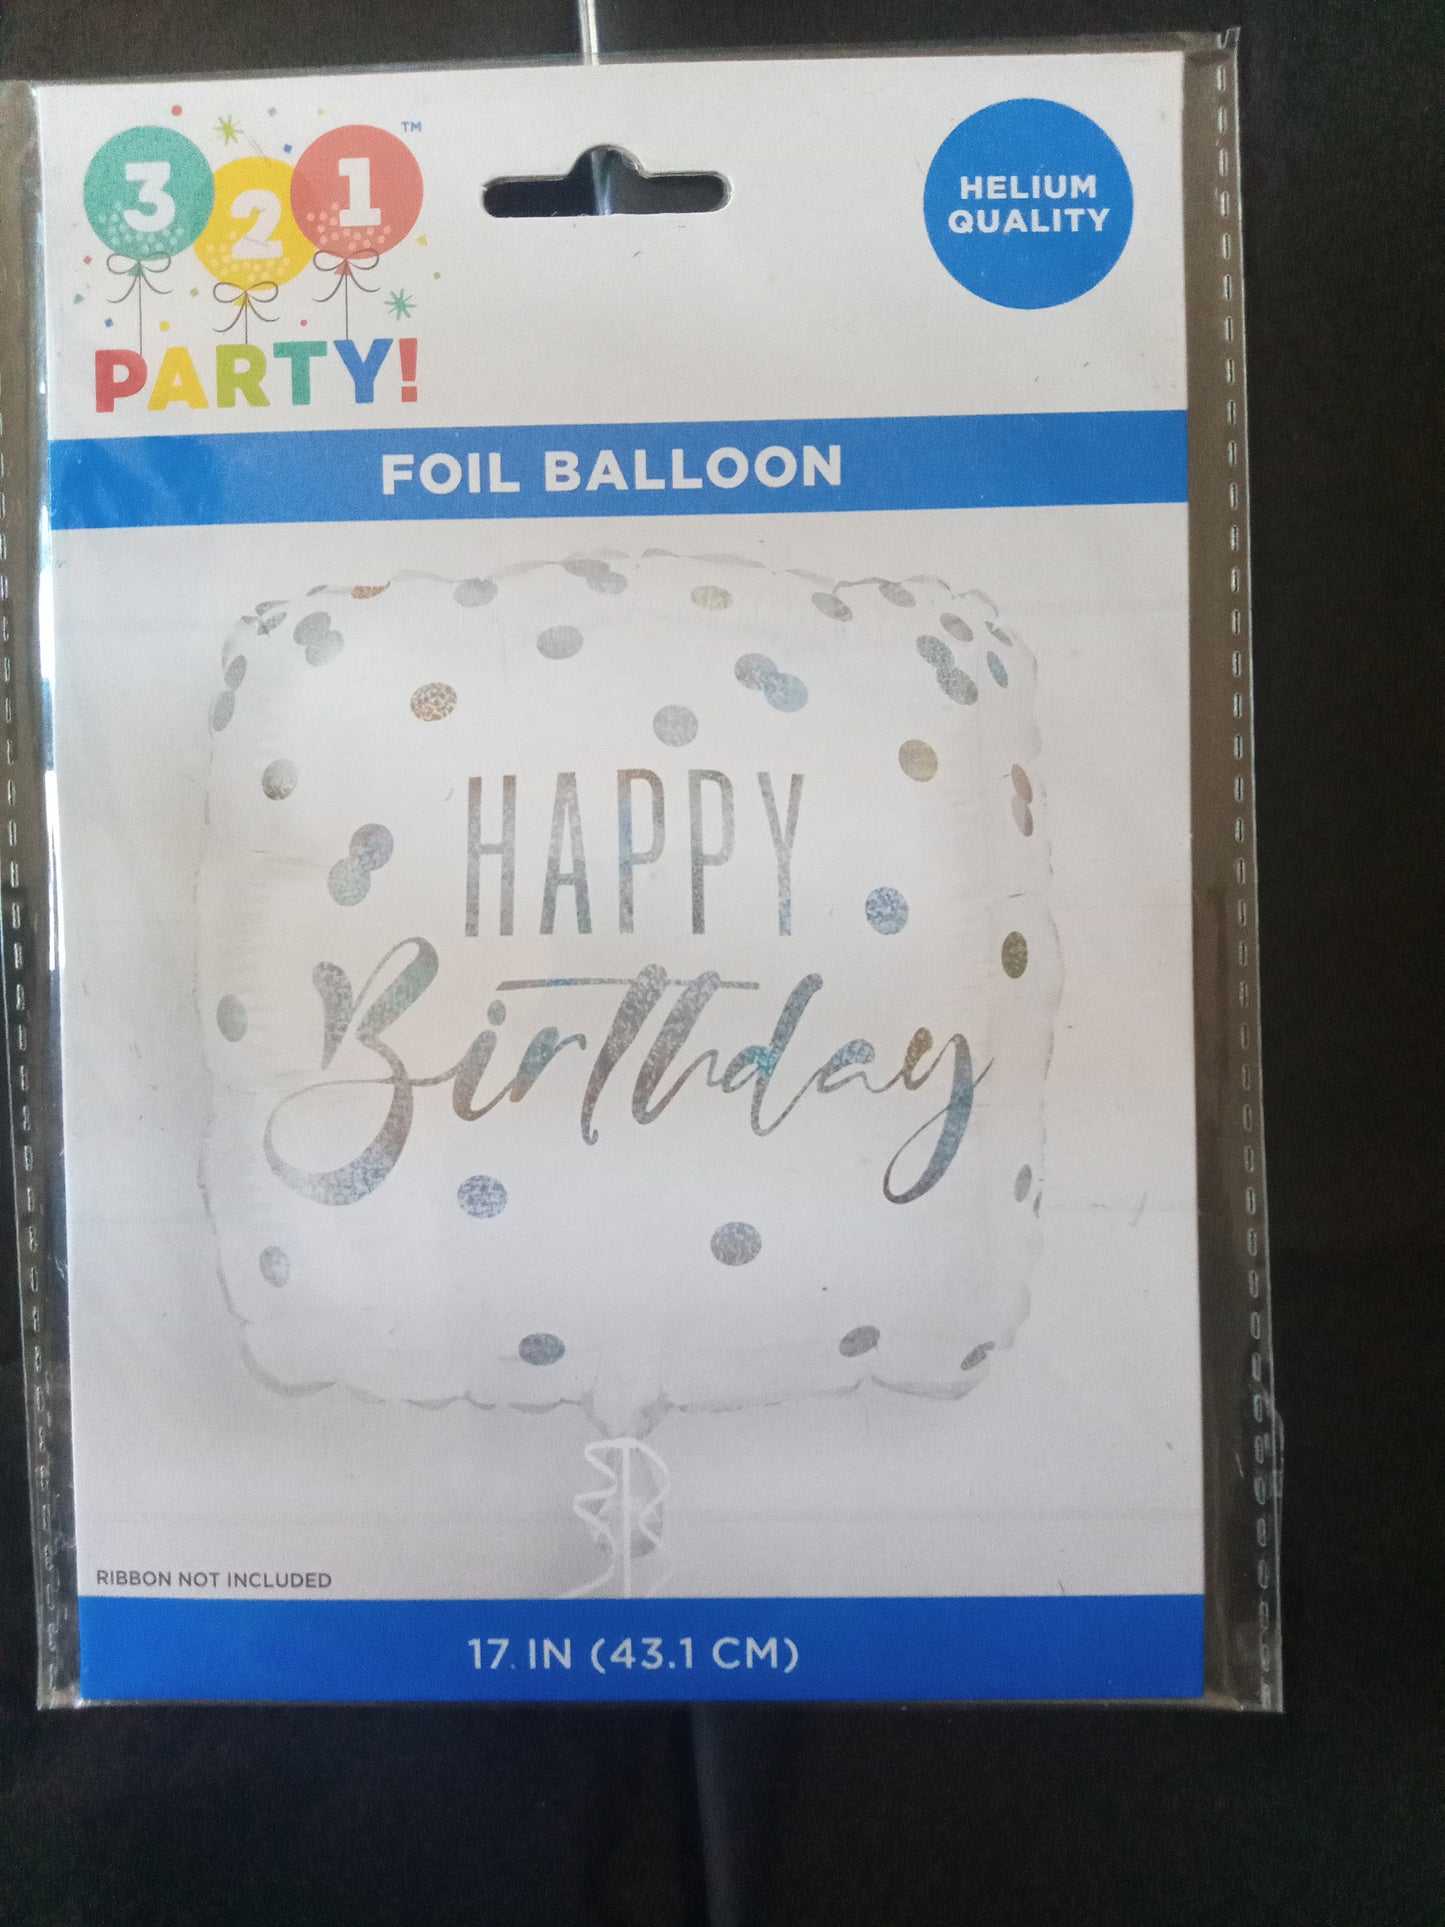 3 2 1 ™
PARTY!
HELIUM
QUALITY
FOIL BALLOON
HAPPY
Birthday
RIBBON NOT INCLUDED
17. IN (43.1 CM)